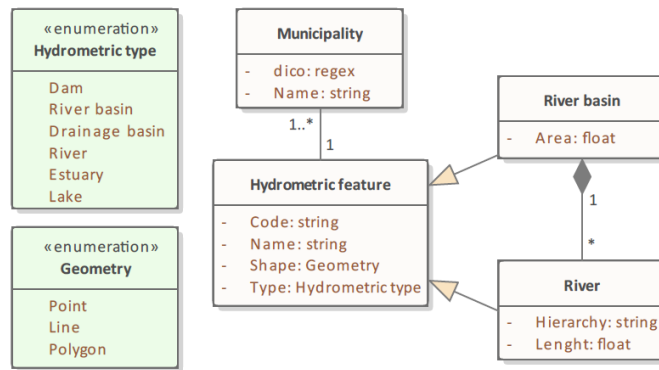 «enumeration»
Hydrometric type
Dam
River basin
Drainage basin
River
Estuary
Lake
«enumeration»
Geometry
Point
Line
Polygon
Municipality
- dico: regex
- Name: string
1..*
1
Hydrometric feature
- Code: string
- Name: string
- Shape: Geometry
- Type: Hydrometric type
River basin
- Area: float
1
*
River
- Hierarchy: string
- Lenght: float